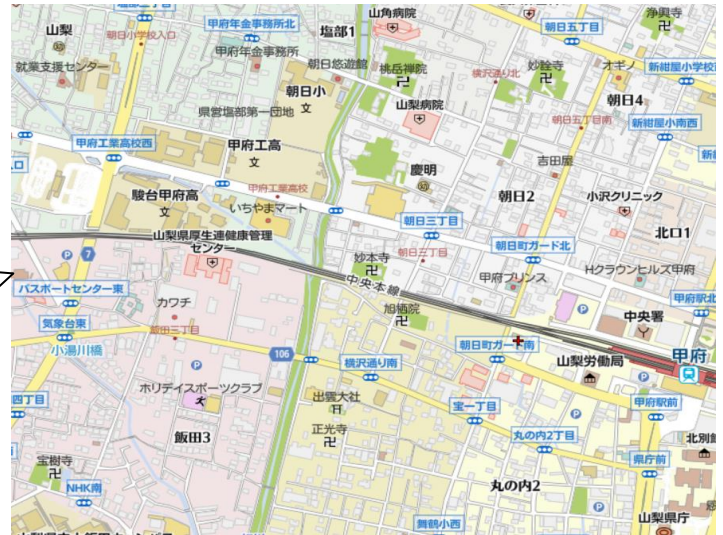 塩部二丁目
山梨
朝日小学校入口
就業支援センター
甲府年金事務所北
甲府年金事務所
塩部1
朝日悠遊館
山角病院
桃岳禅院
山梨病院
朝日五丁目
浄興寺
横沢通り北
妙詮寺
オギノ
新紺屋小学校西
朝日4
朝日五丁目南
新紺屋小南西
朝日小
文
県営塩部第一団地
甲府工業高校西
甲府工高
文
慶明
吉田屋
朝日2
小沢クリニック
北口1
駿台甲府高
文
甲府工業高校
いちやまマート
山梨県厚生連健康管理
センター
朝日三丁目
朝日三丁目
朝日町ガード北
妙本寺
中央本線
甲府プリンス
Hクラウンヒルズ甲府
甲府駅北
7
パスポートセンター東
カワチ
気象台東
飯田三丁目
小湯川橋
106
旭栖院
朝日町ガード南
中央署
甲府
山梨労働局
横沢通り南
ホリデイスポーツクラブ
四丁目
出雲大社
宝一丁目
甲府駅前
正光寺
飯田3
丸の内2丁目
北別館
県庁前
宝樹寺
NHK南
丸の内2
舞鶴小西
山梨県庁